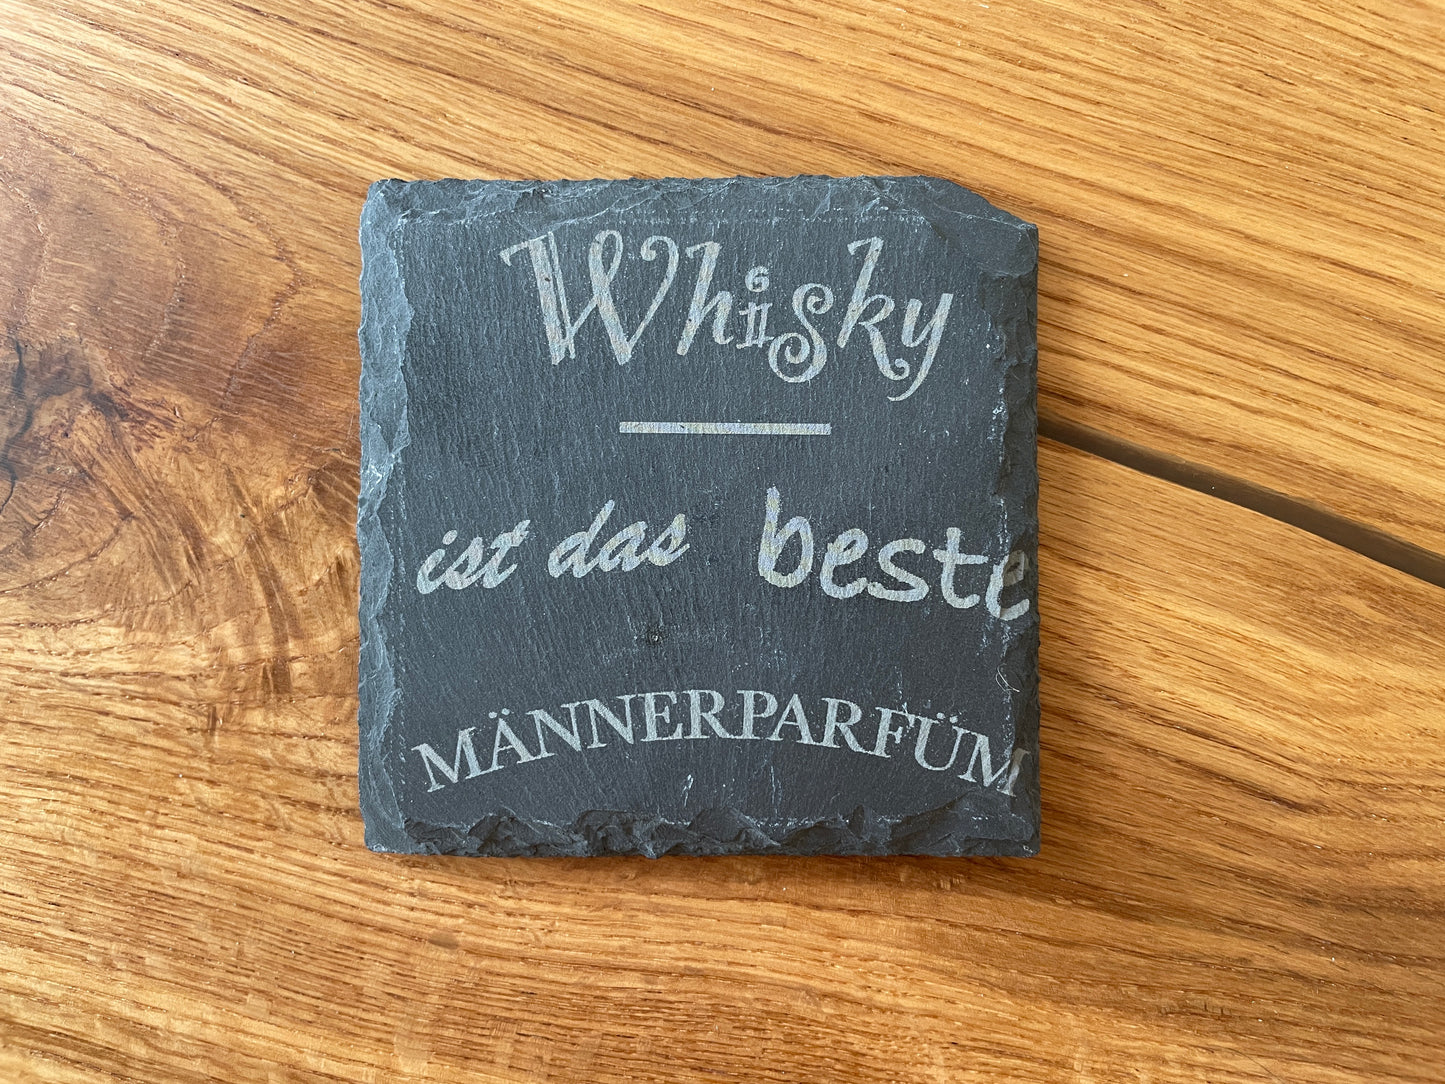 Whisky
ist das beste
MÄNNERPARFÜM